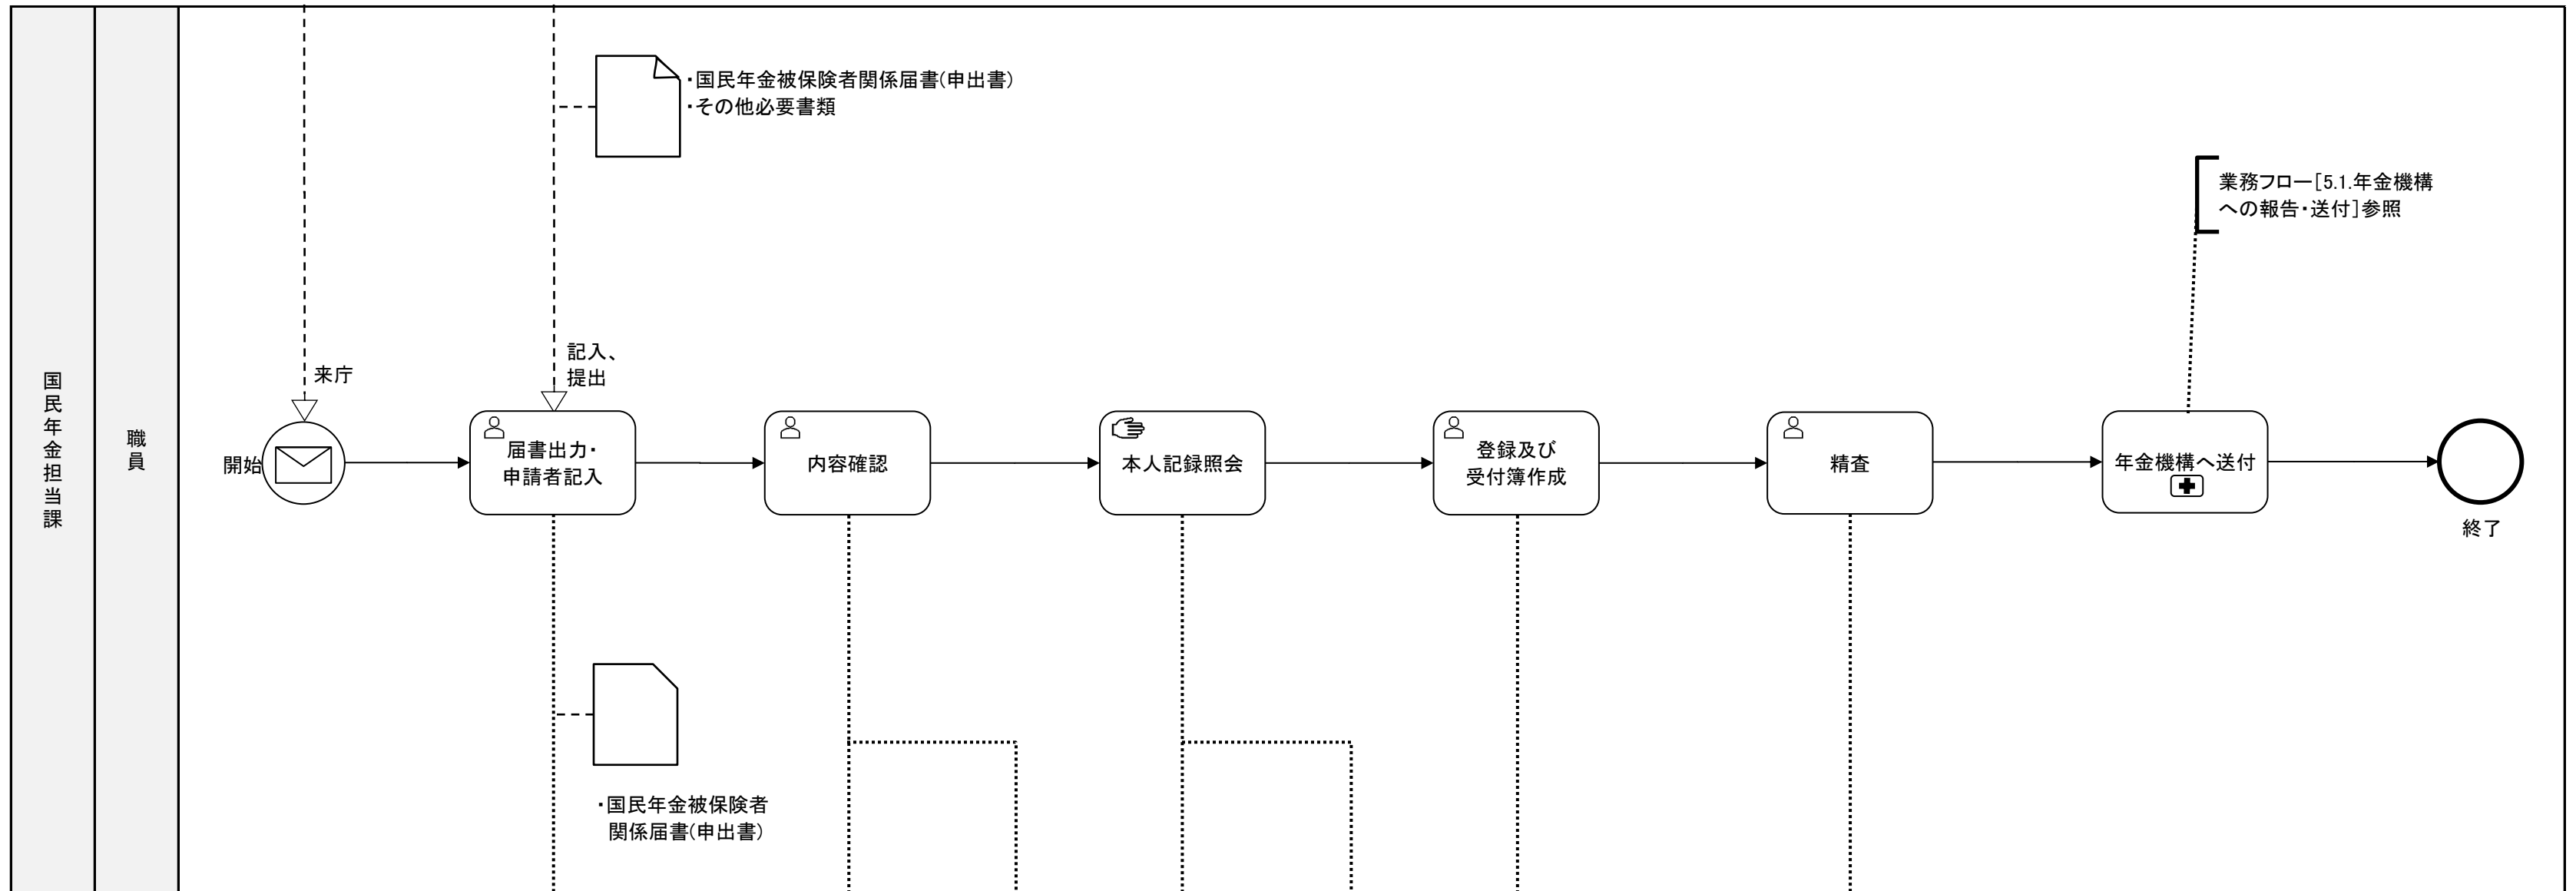 国民年金担当課
職員
・国民年金被保険者関係届書(申出書)
・その他必要書類
業務フロー[5.1.年金機構
への報告・送付]参照
来庁
記入、
提出
開始
届書出力・
申請者記入
内容確認
本人記録照会
登録及び
受付簿作成
精査
年金機構へ送付
終了
・国民年金被保険者
関係届書(申出書)